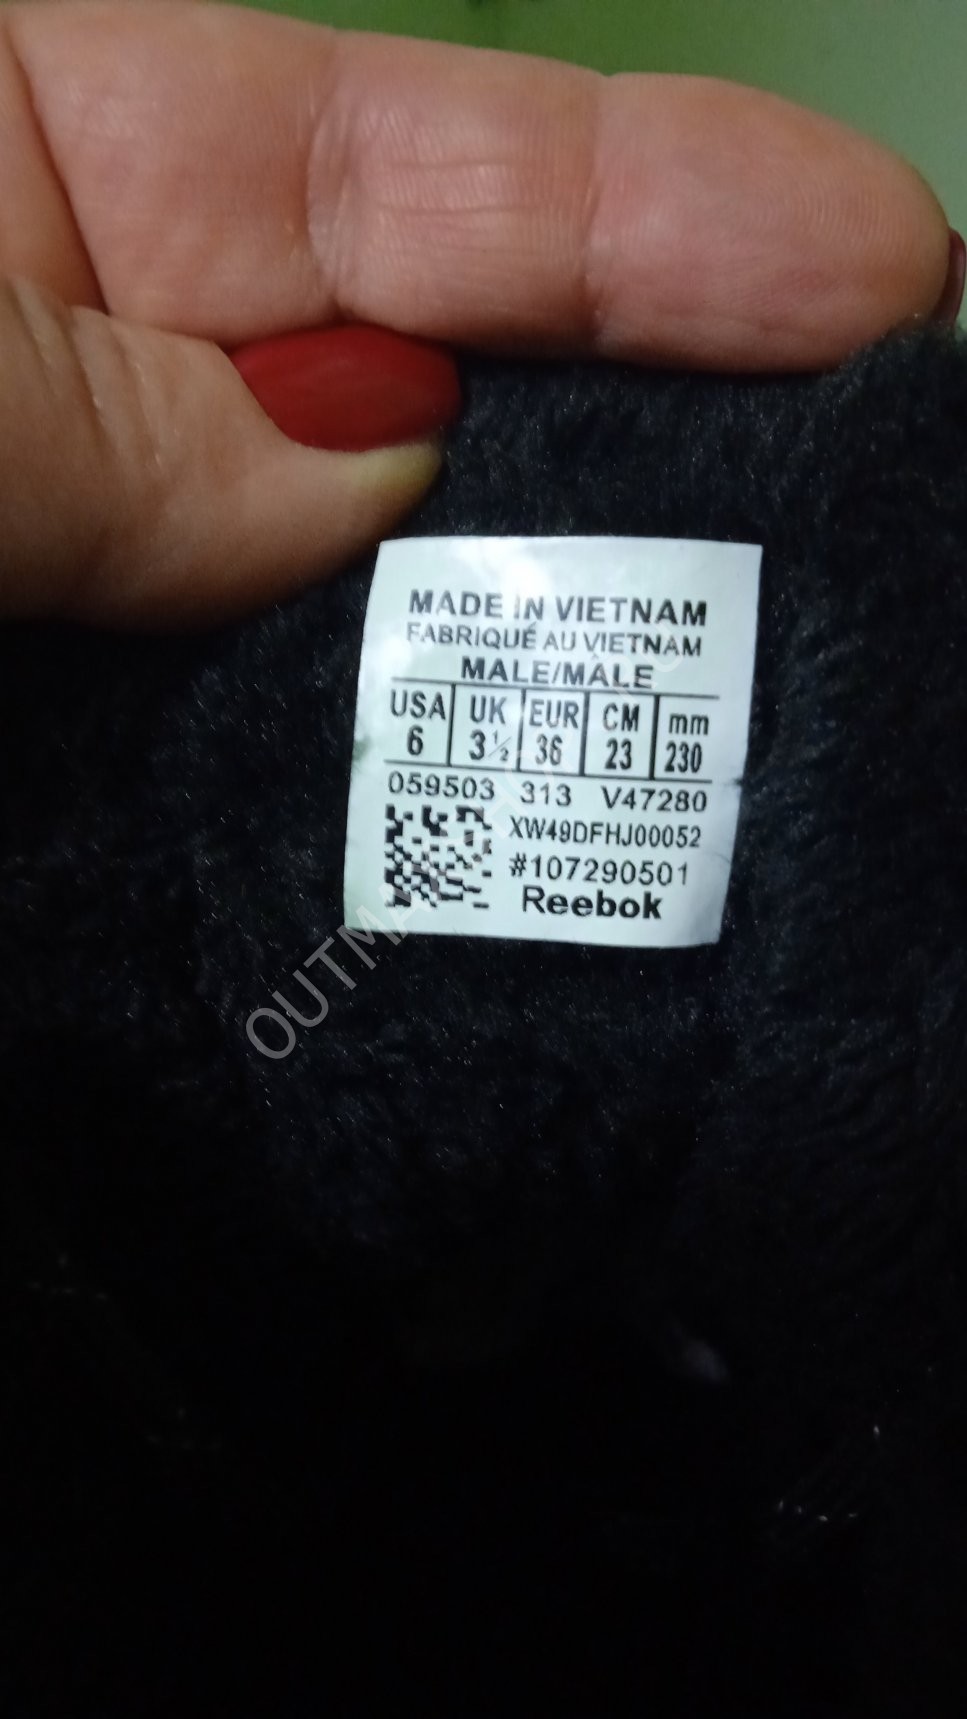 MADE IN VIETNAM
FABRIQUÉ AU VIETNAM
MALE/MÂLE
USA UK EUR CM mm
6 3½ 36 23 230
059503 313 V47280
XW49DFHJ00052
#107290501
Reebok